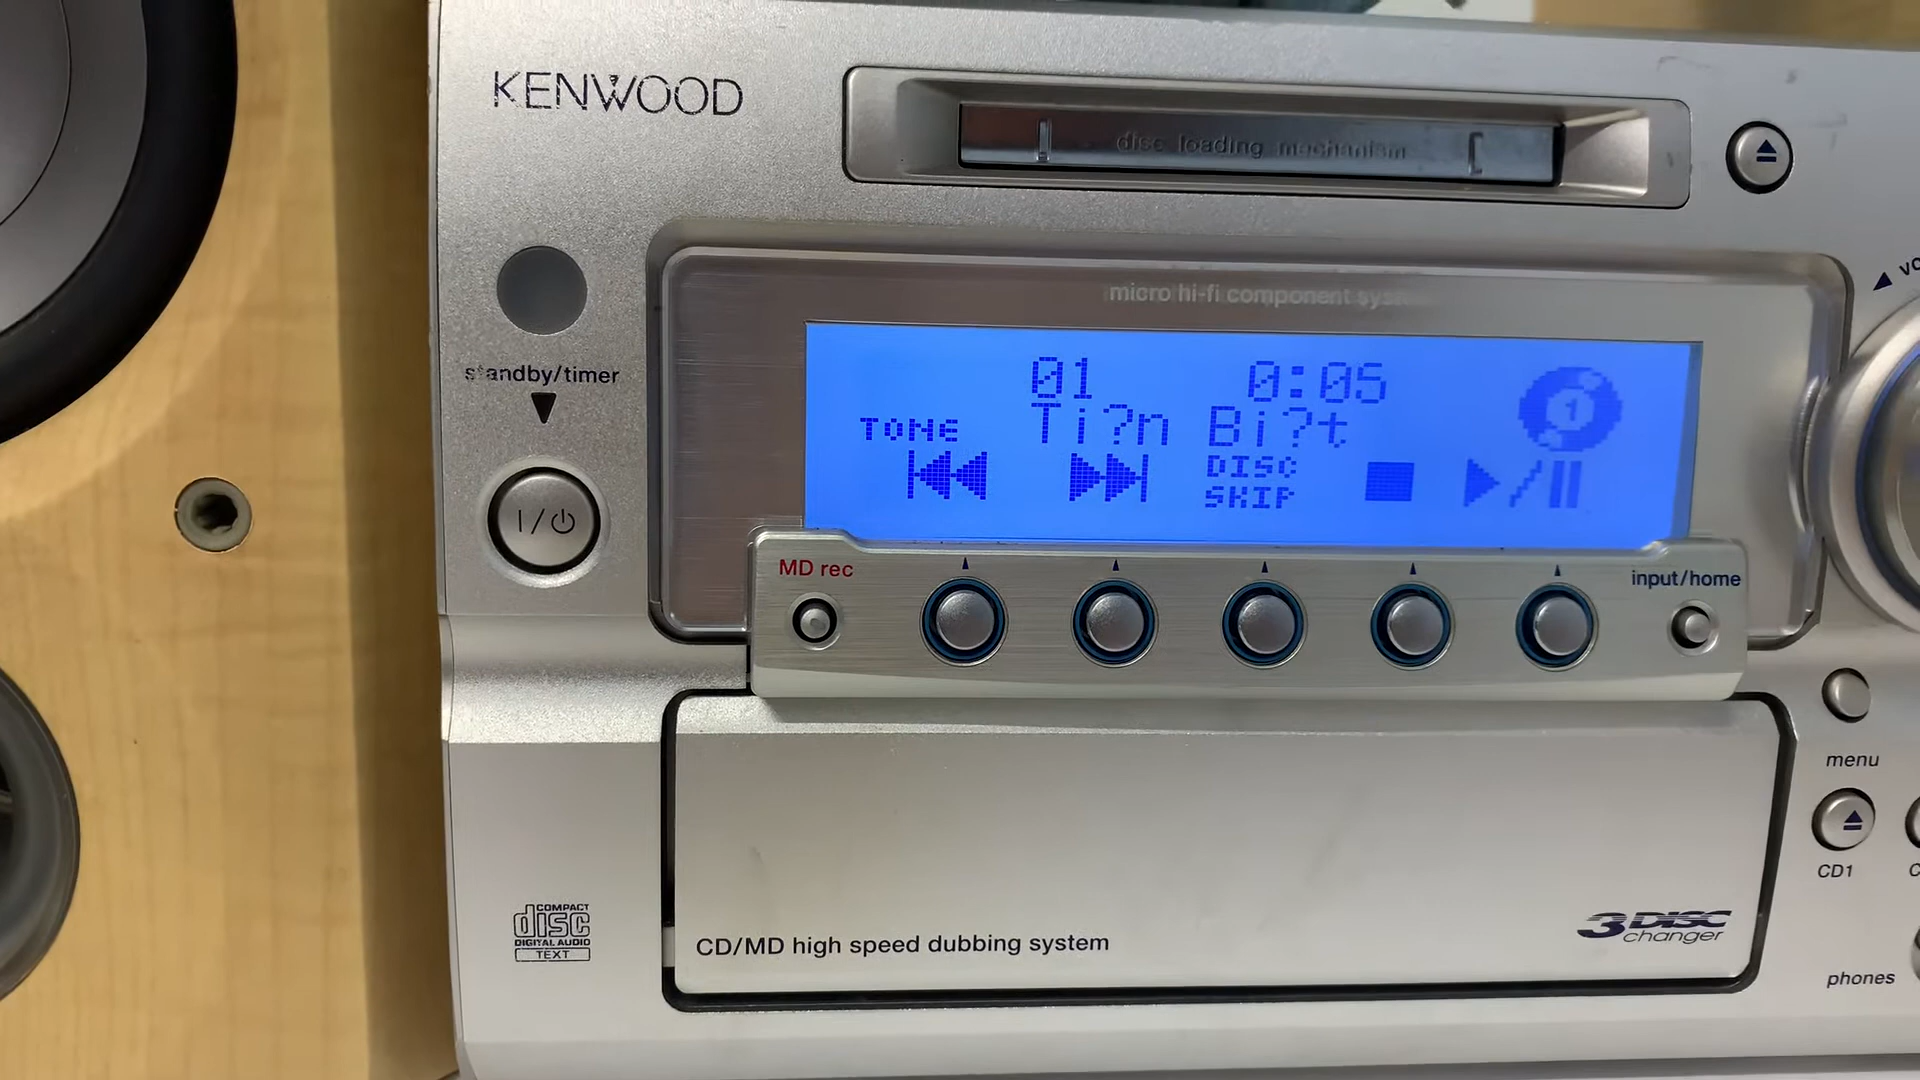 KENWOOD
disc loading mechanism
micro hi-fi component
standby/timer
01 0:05
1
TONE Ti?n Bi?t
DISC
SKIP
MD rec
input/home
menu
CD1
COMPACT
disc
DIGITAL AUDIO
TEXT
CD/MD high speed dubbing system
3 DISC
changer
phones